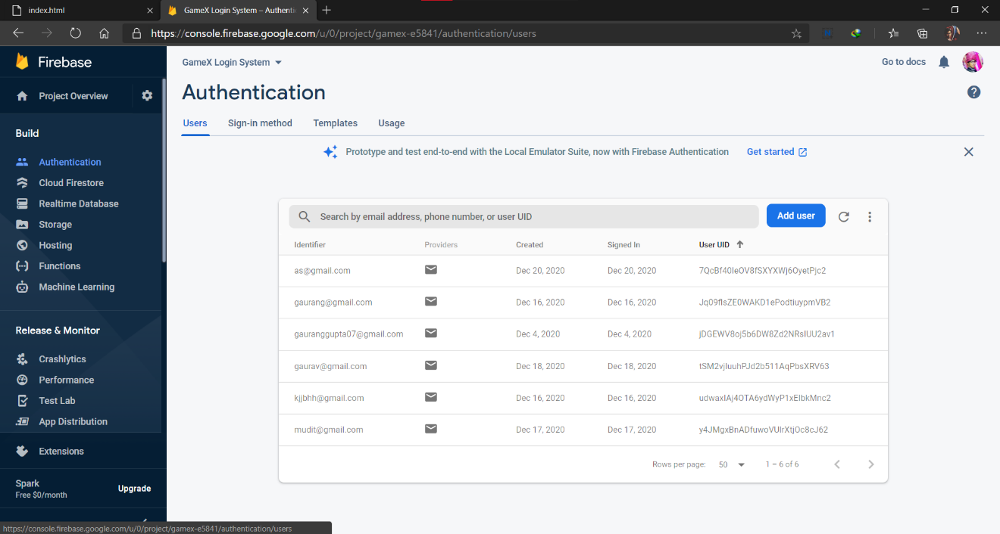 index.html
GameX Login System – Authenti
https://console.firebase.google.com/u/0/project/gamex-e5841/authentication/users
Firebase
Project Overview
Build
Authentication
Cloud Firestore
Realtime Database
Storage
Hosting
Functions
Machine Learning
Release & Monitor
Crashlytics
Performance
Test Lab
App Distribution
Extensions
Spark
Free $0/month
Upgrade
GameX Login System
Go to docs
Authentication
Users Sign-in method Templates Usage
Prototype and test end-to-end with the Local Emulator Suite, now with Firebase Authentication Get started
Search by email address, phone number, or user UID
Add user
Identifier Providers Created Signed In User UID
as@gmail.com Dec 20, 2020 Dec 20, 2020 7QcBf40IeOV8fSXYXWj6OyetPjc2
gaurang@gmail.com Dec 16, 2020 Dec 16, 2020 Jq09flsZE0WAKD1ePodtiuypmVB2
gauranggupta07@gmail.com Dec 4, 2020 Dec 4, 2020 jDGEWV8oj5b6DW8Zd2NRslUU2av1
gaurav@gmail.com Dec 18, 2020 Dec 18, 2020 tSM2vjluuhPJd2b511AqPbsXRV63
kjjbhh@gmail.com Dec 16, 2020 Dec 16, 2020 udwaxIAj4OTA6ydWyP1xEIbkMnc2
mudit@gmail.com Dec 17, 2020 Dec 17, 2020 y4JMgxBnADfuwoVUIrXtjOc8cJ62
Rows per page: 50 1 – 6 of 6
https://console.firebase.google.com/u/0/project/gamex-e5841/authentication/users